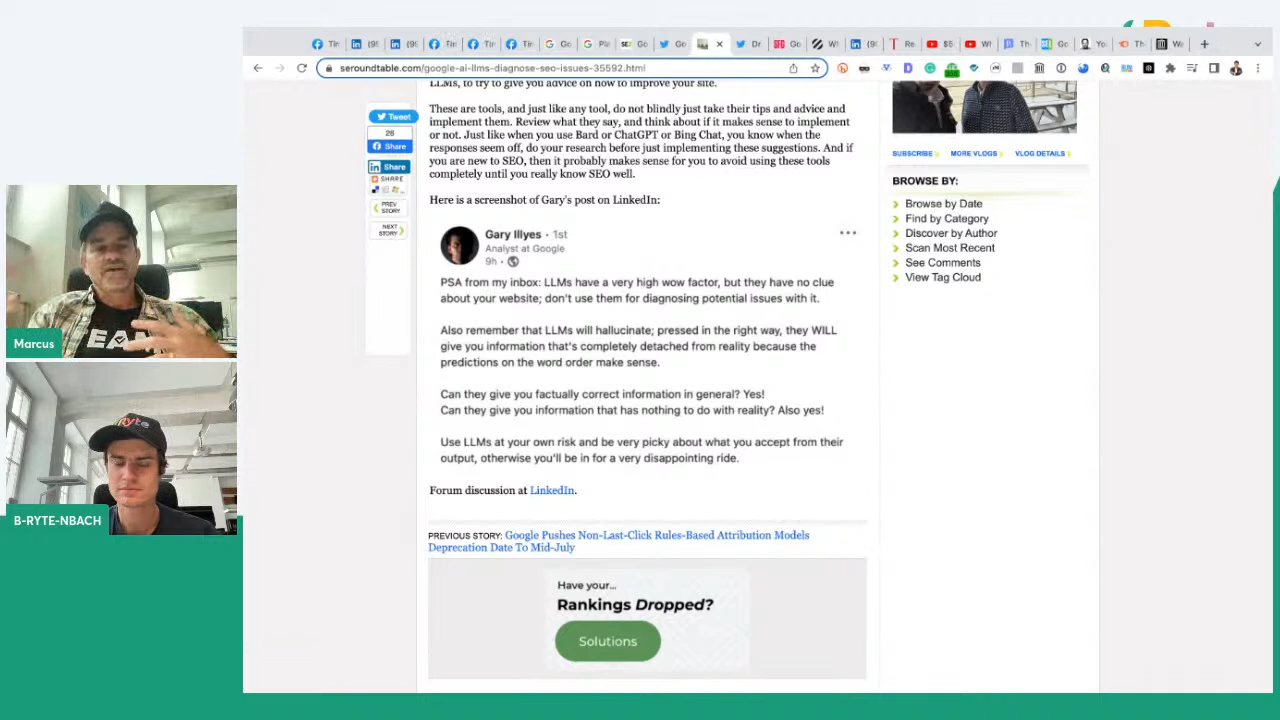 seroundtable.com/google-ai-llms-diagnose-seo-issues-35592.html
LLMs, to try to give you advice on how to improve your site.
These are tools, and just like any tool, do not blindly just take their tips and advice and
implement them. Review what they say, and think about if it makes sense to implement
or not. Just like when you use Bard or ChatGPT or Bing Chat, you know when the
responses seem off, do your research before just implementing these suggestions. And if
you are new to SEO, then it probably makes sense for you to avoid using these tools
completely until you really know SEO well.
Here is a screenshot of Gary's post on LinkedIn:
Tweet
28
Share
in Share
SHARE
PREV
STORY
NEXT
STORY
Gary Illyes · 1st
Analyst at Google
9h ·
PSA from my inbox: LLMs have a very high wow factor, but they have no clue
about your website; don't use them for diagnosing potential issues with it.
Also remember that LLMs will hallucinate; pressed in the right way, they WILL
give you information that's completely detached from reality because the
predictions on the word order make sense.
Can they give you factually correct information in general? Yes!
Can they give you information that has nothing to do with reality? Also yes!
Use LLMs at your own risk and be very picky about what you accept from their
output, otherwise you'll be in for a very disappointing ride.
Forum discussion at LinkedIn.
PREVIOUS STORY: Google Pushes Non-Last-Click Rules-Based Attribution Models
Deprecation Date To Mid-July
Have your...
Rankings Dropped?
Solutions
SUBSCRIBE
MORE VLOGS
VLOG DETAILS
BROWSE BY:
Browse by Date
Find by Category
Discover by Author
Scan Most Recent
See Comments
View Tag Cloud
Marcus
B-RYTE-NBACH